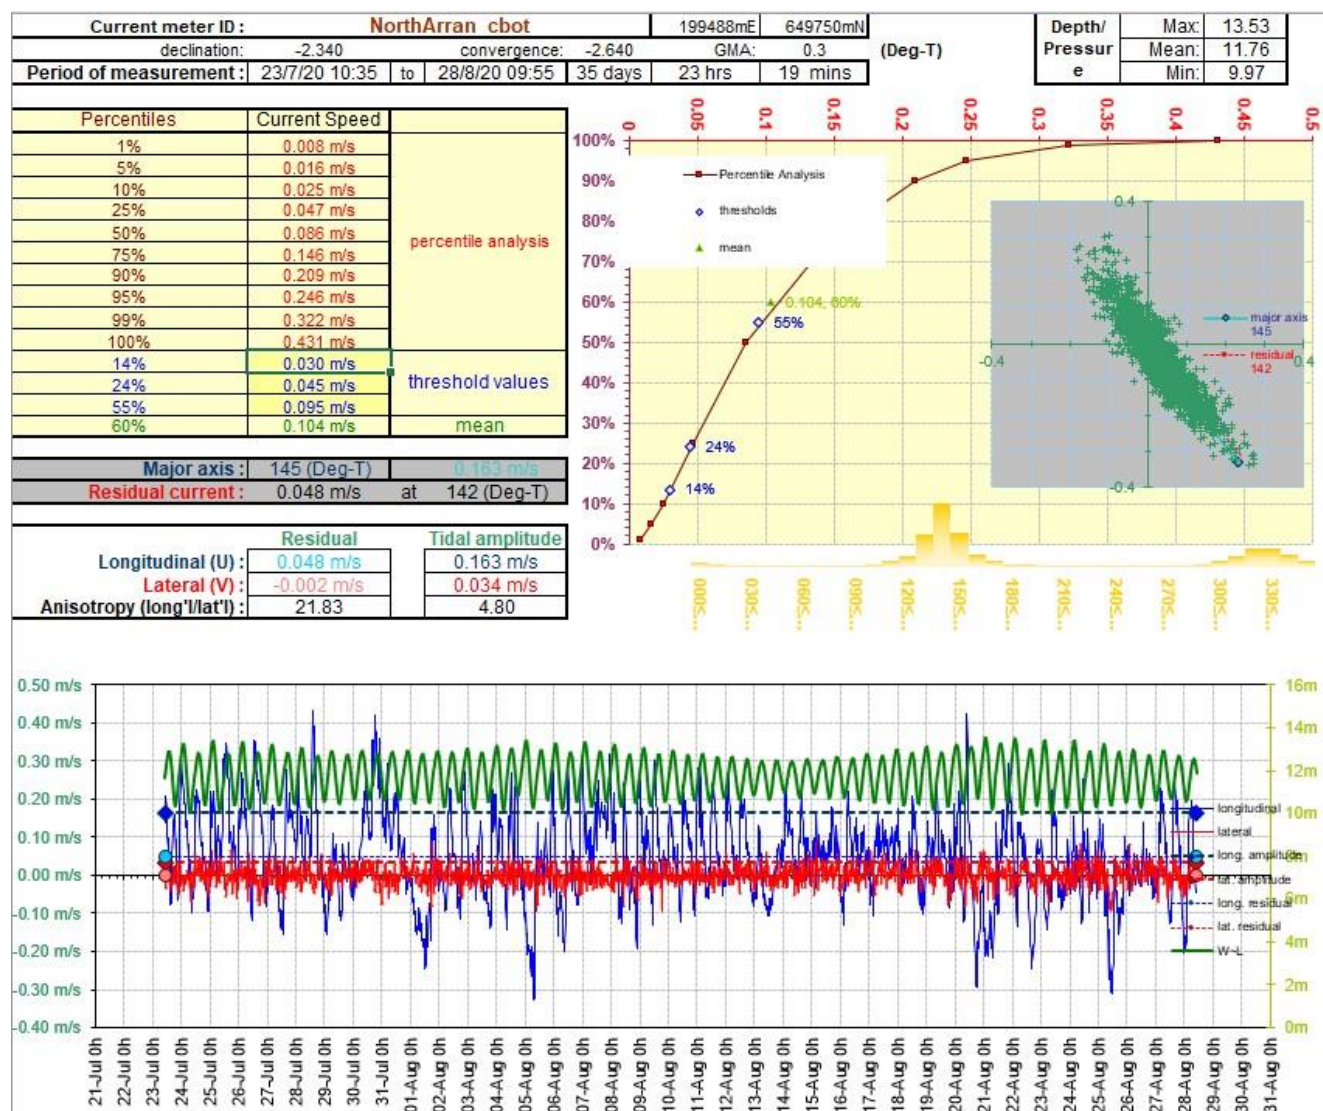 Current meter ID : NorthArran cbot 199488mE 649750mN
declination: -2.340 convergence: -2.640 GMA: 0.3 (Deg-T)
Period of measurement : 23/7/20 10:35 to 28/8/20 09:55 35 days 23 hrs 19 mins
Depth/ Max: 13.53
Pressur Mean: 11.76
e Min: 9.97
Percentiles Current Speed
1% 0.008 m/s
5% 0.016 m/s
10% 0.025 m/s
25% 0.047 m/s
50% 0.086 m/s
percentile analysis
75% 0.146 m/s
90% 0.209 m/s
95% 0.246 m/s
99% 0.322 m/s
100% 0.431 m/s
14% 0.030 m/s
24% 0.045 m/s threshold values
55% 0.095 m/s
60% 0.104 m/s mean
Major axis : 145 (Deg-T) 0.163 m/s
Residual current : 0.048 m/s at 142 (Deg-T)
Residual Tidal amplitude
Longitudinal (U) : 0.048 m/s 0.163 m/s
Lateral (V) : -0.002 m/s 0.034 m/s
Anisotropy (long'l/lat'l) : 21.83 4.80
0 0.05 0.1 0.15 0.2 0.25 0.3 0.35 0.4 0.45 0.5
100%
90%
80%
70%
60%
50%
40%
30%
20%
10%
0%
Percentile Analysis
thresholds
mean
0.104, 60%
55%
24%
14%
0.4
-0.4
0.4
-0.4
major axis
145
residual
142
000≤... 030≤... 060≤... 090≤... 120≤... 150≤... 180≤... 210≤... 240≤... 270≤... 300≤... 330≤...
0.50 m/s
0.40 m/s
0.30 m/s
0.20 m/s
0.10 m/s
0.00 m/s
-0.10 m/s
-0.20 m/s
-0.30 m/s
-0.40 m/s
16m
14m
12m
10m
8m
6m
4m
2m
0m
longitudinal
lateral
long. amplitude
lat. amplitude
long. residual
lat. residual
W~L
21-Jul 0h
22-Jul 0h
23-Jul 0h
24-Jul 0h
25-Jul 0h
26-Jul 0h
27-Jul 0h
28-Jul 0h
29-Jul 0h
30-Jul 0h
31-Jul 0h
01-Aug 0h
02-Aug 0h
03-Aug 0h
04-Aug 0h
05-Aug 0h
06-Aug 0h
07-Aug 0h
08-Aug 0h
09-Aug 0h
10-Aug 0h
11-Aug 0h
12-Aug 0h
13-Aug 0h
14-Aug 0h
15-Aug 0h
16-Aug 0h
17-Aug 0h
18-Aug 0h
19-Aug 0h
20-Aug 0h
21-Aug 0h
22-Aug 0h
23-Aug 0h
24-Aug 0h
25-Aug 0h
26-Aug 0h
27-Aug 0h
28-Aug 0h
29-Aug 0h
30-Aug 0h
31-Aug 0h